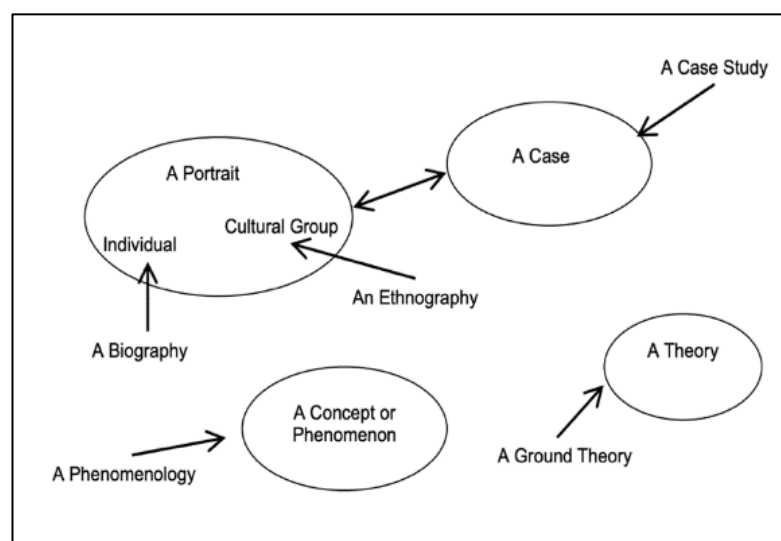 A Case Study
A Case
A Portrait
Cultural Group
Individual
An Ethnography
A Biography
A Theory
A Concept or
Phenomenon
A Ground Theory
A Phenomenology